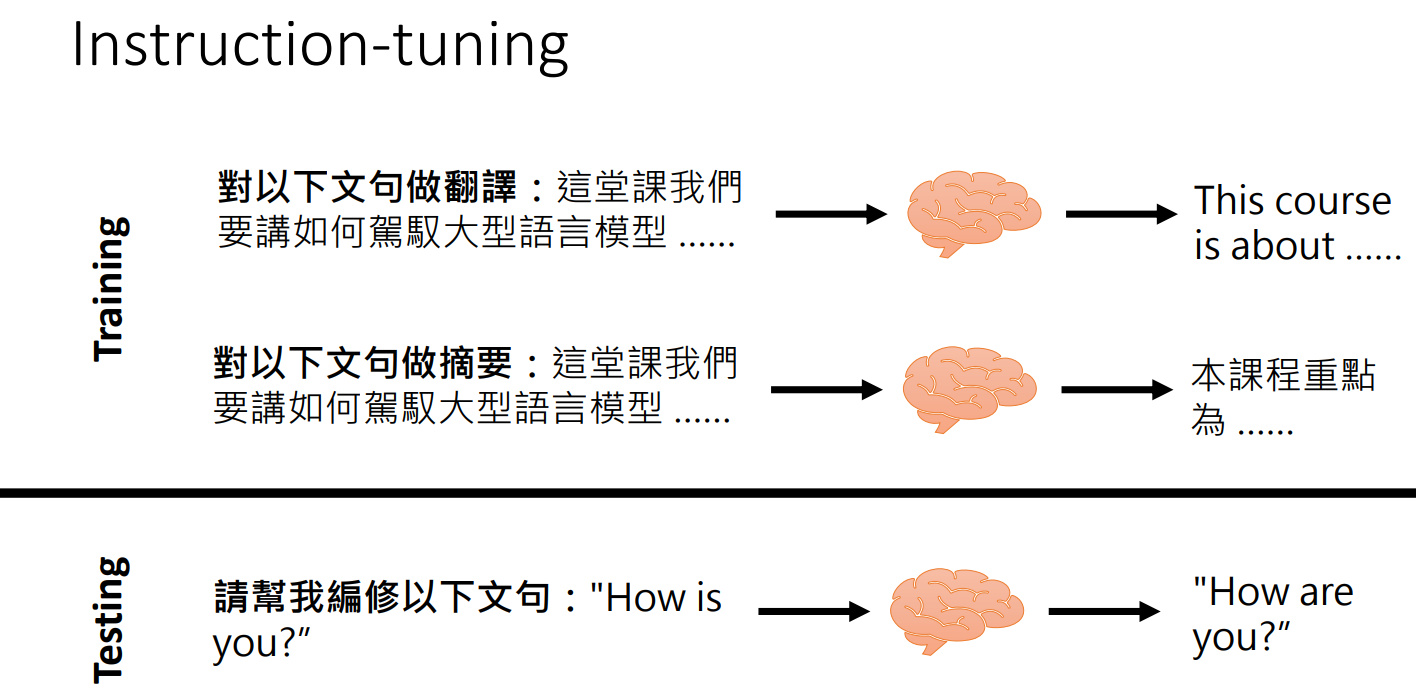 Instruction-tuning
Training
對以下文句做翻譯：這堂課我們
要講如何駕馭大型語言模型 ......
This course
is about ......
對以下文句做摘要：這堂課我們
要講如何駕馭大型語言模型 ......
本課程重點
為 ......
Testing
請幫我編修以下文句："How is
you?”
"How are
you?”